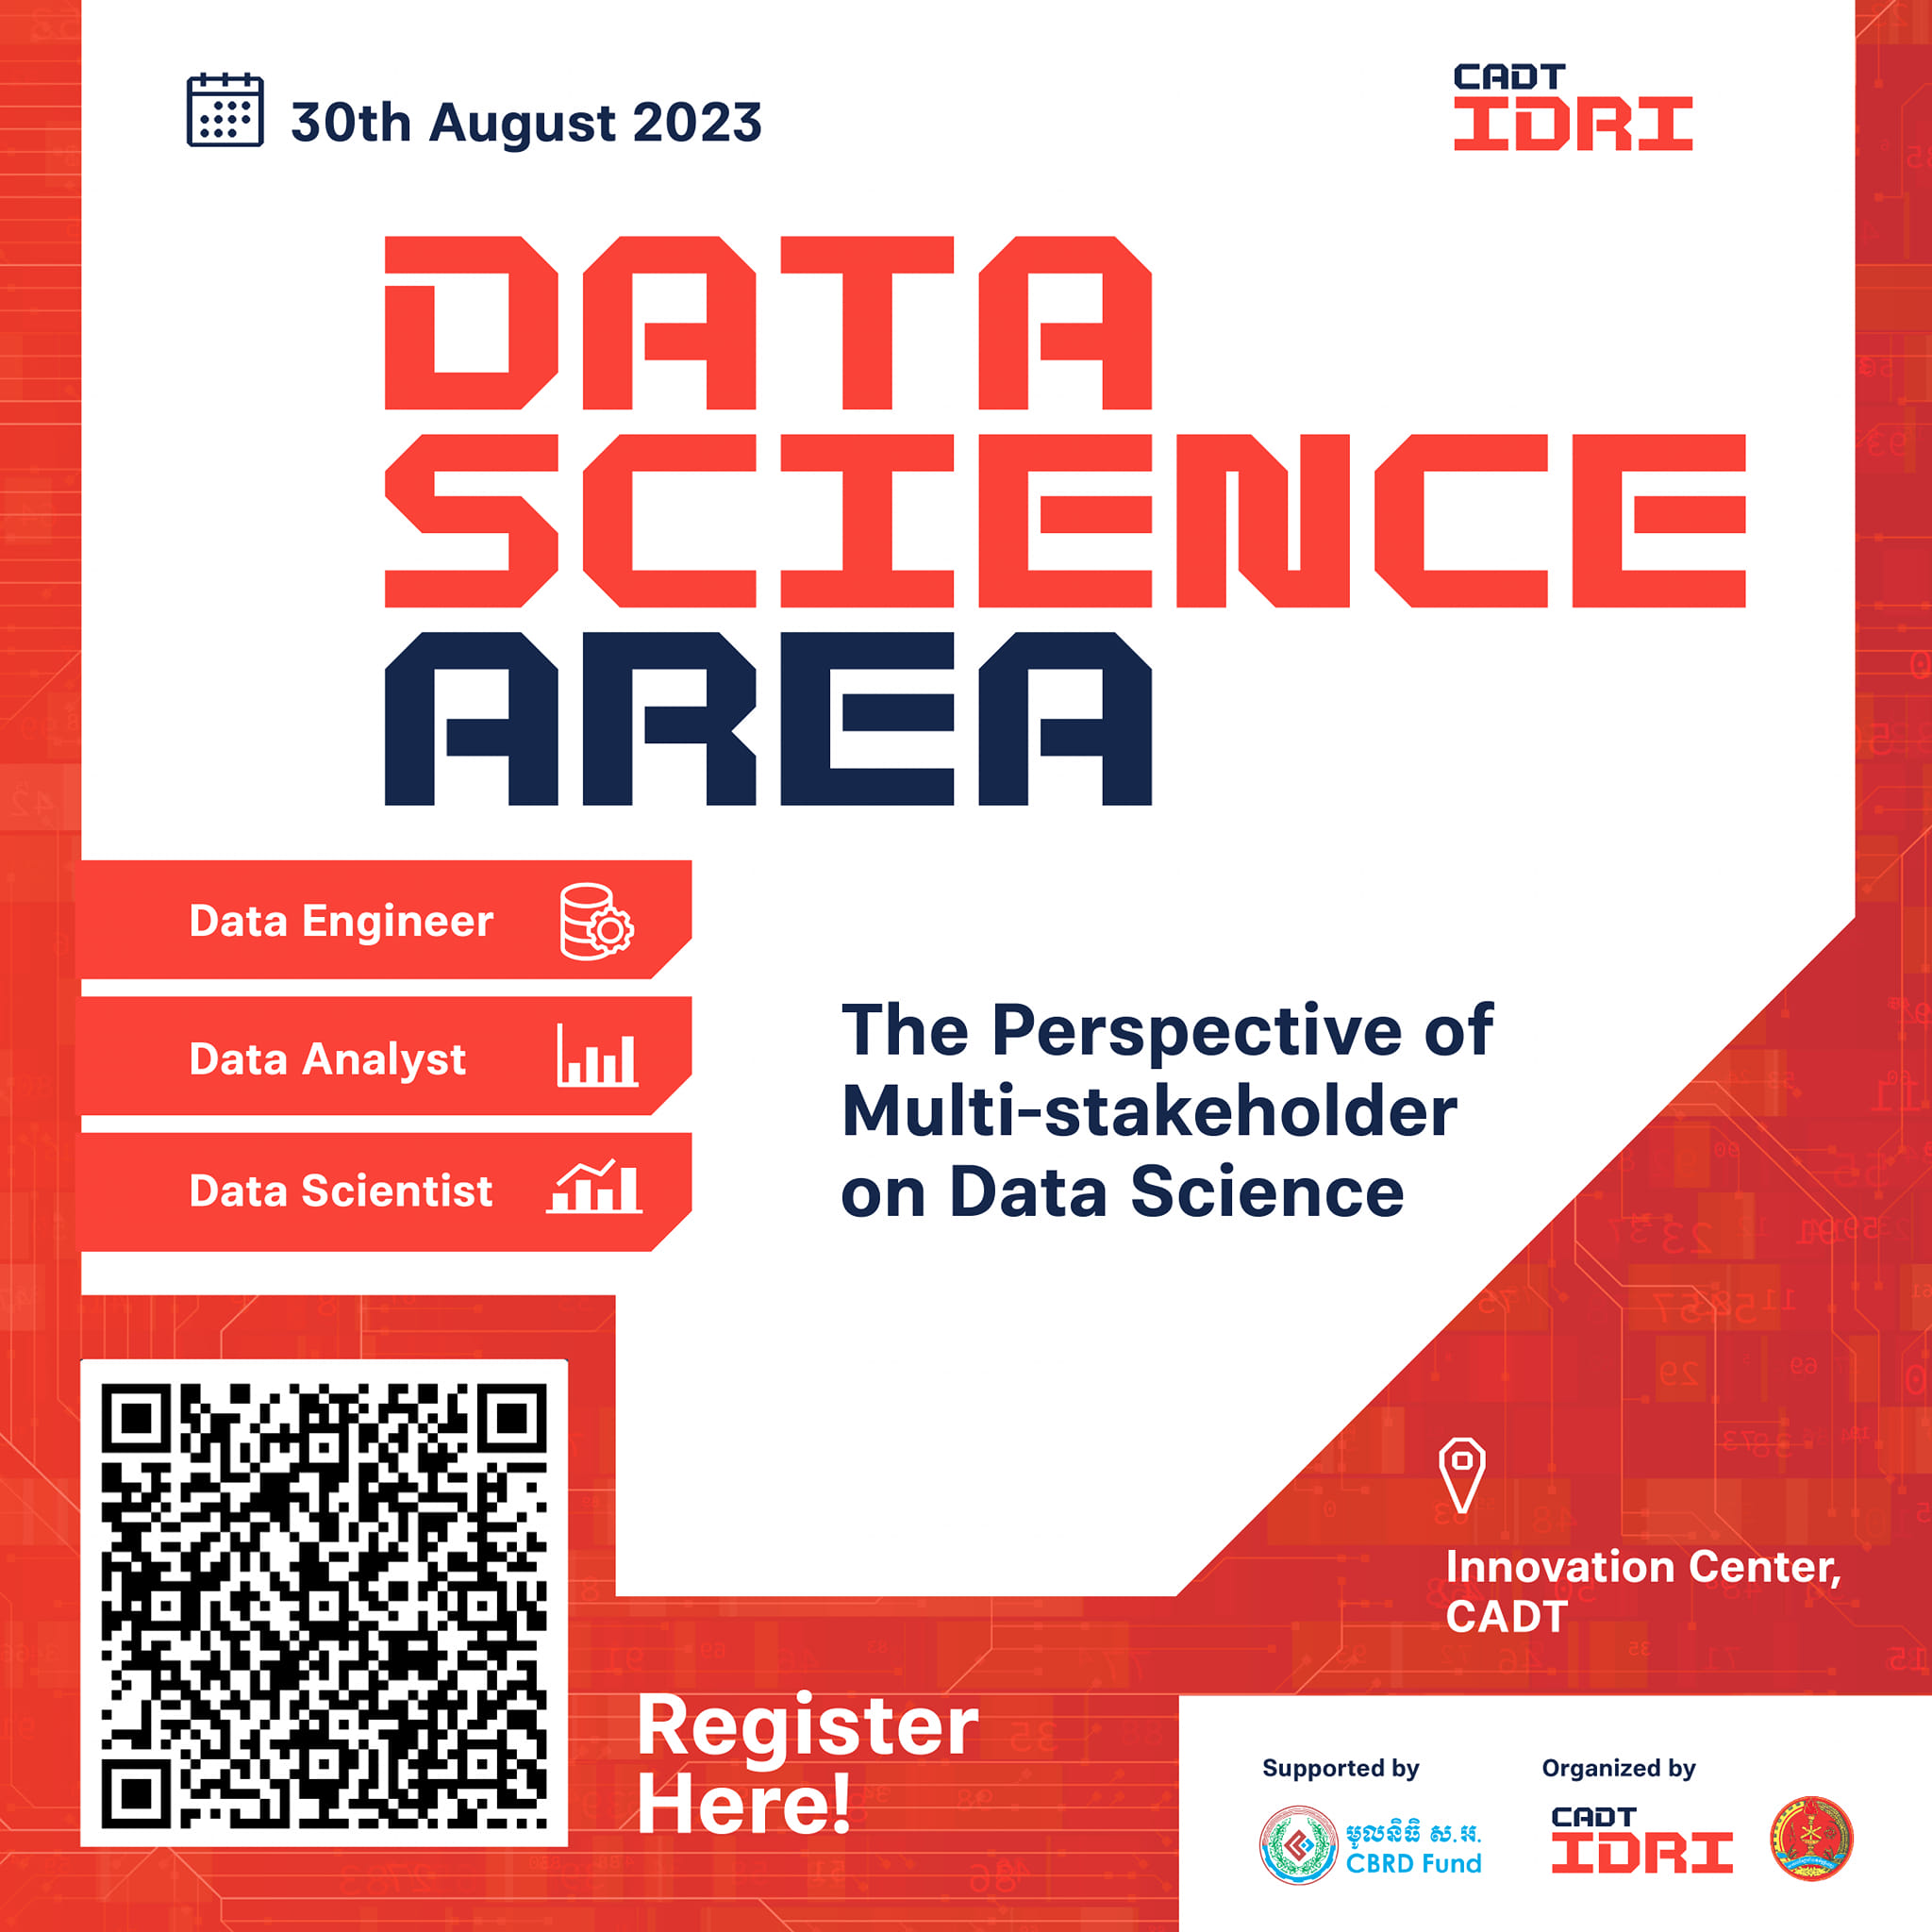 30th August 2023
CADT
IDRI
DATA
SCIENCE
AREA
Data Engineer
Data Analyst
Data Scientist
The Perspective of
Multi-stakeholder
on Data Science
Innovation Center,
CADT
Register
Here!
Supported by
មូលនិធិ ស.អ.
CBRD Fund
Organized by
CADT
IDRI